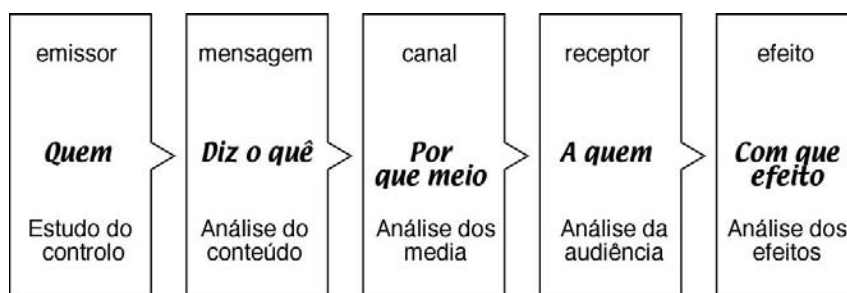 emissor
Quem
Estudo do
controlo
mensagem
Diz o quê
Análise do
conteúdo
canal
Por
que meio
Análise dos
media
receptor
A quem
Análise da
audiência
efeito
Com que
efeito
Análise dos
efeitos